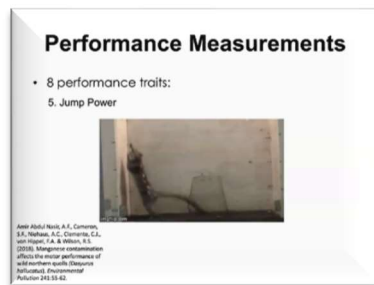 Performance Measurements
• 8 performance traits:
5. Jump Power
Amir Abdul Nasir, A.F., Cameron,
S.F., Niehaus, A.C., Clemente, C.J.,
von Hippel, F.A. & Wilson, R.S.
(2018). Manganese contamination
affects the motor performance of
wild northern quolls (Dasyurus
hallucatus). Environmental
Pollution 241:55-62.